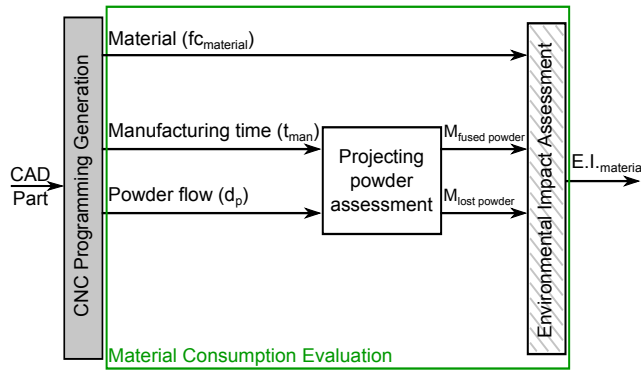 CAD
Part
CNC Programming Generation
Material (fcmaterial)
Manufacturing time (tman)
Powder flow (dp)
Projecting
powder
assessment
Mfused powder
Mlost powder
Environmental Impact Assessment
E.I.material
Material Consumption Evaluation